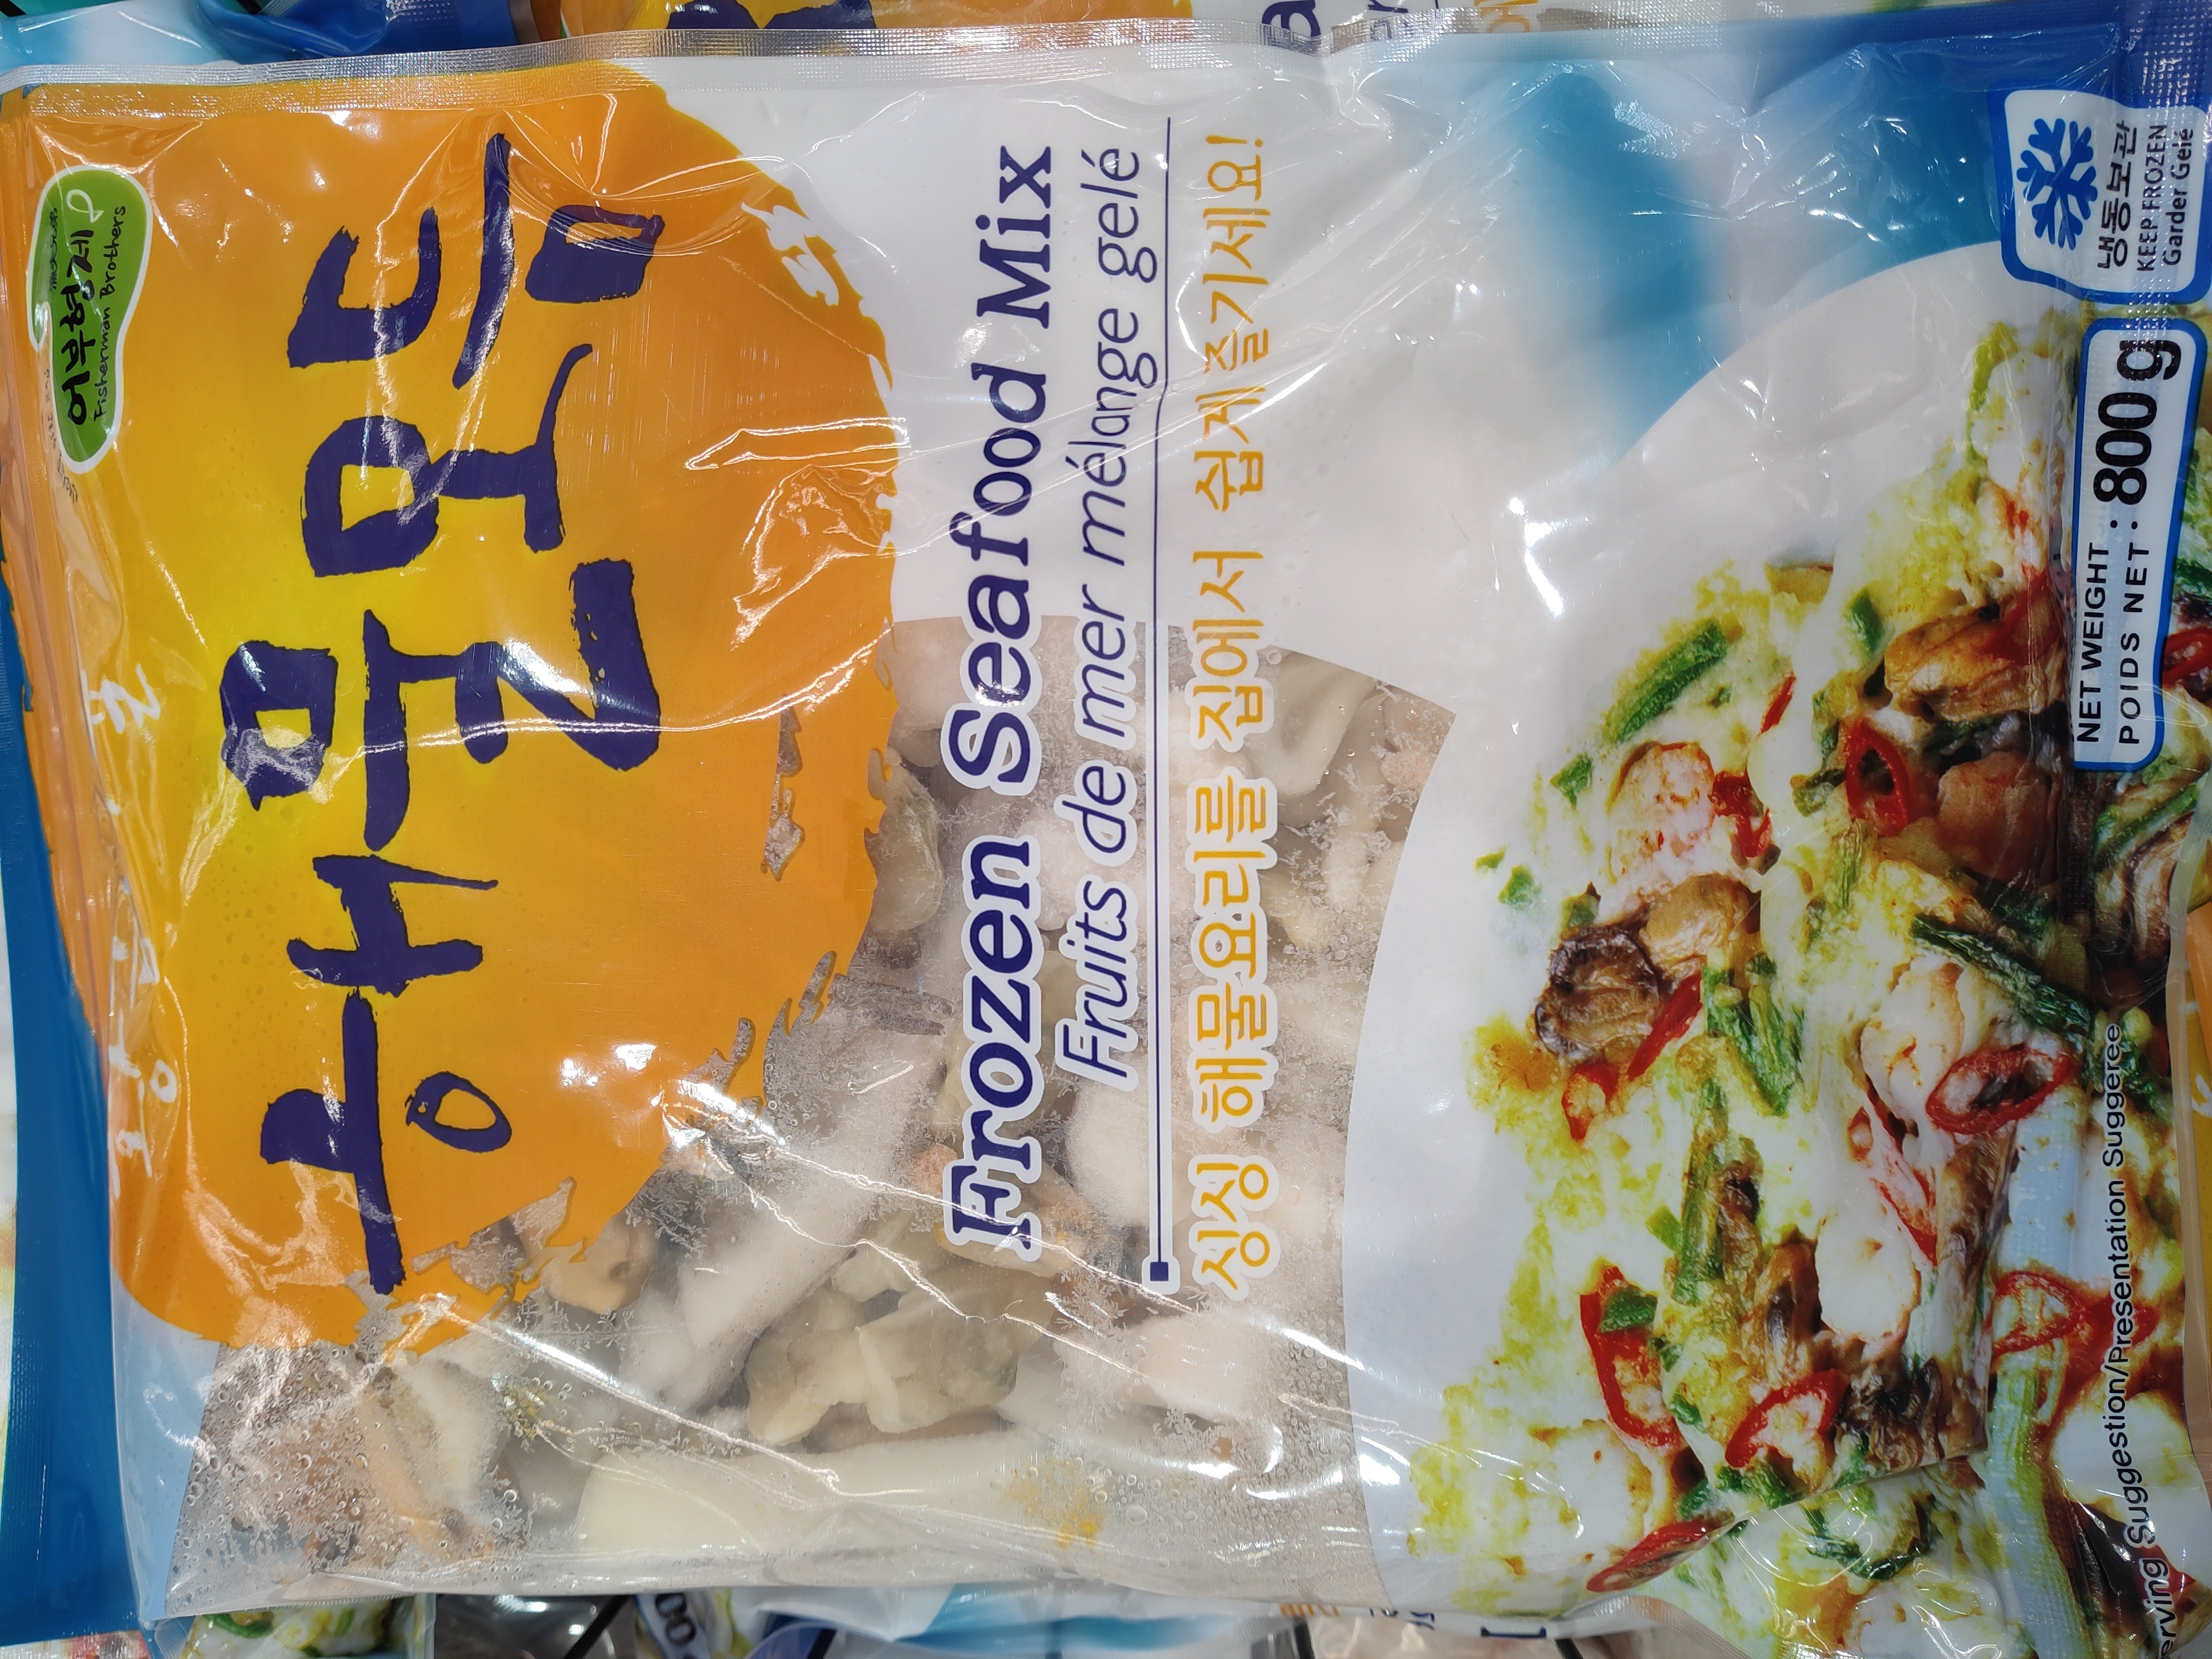 어부형제
Fisherman Brothers
해물모둠
Frozen Seafood Mix
Fruits de mer mélange gelé
싱싱 해물요리를 집에서 쉽게 즐기세요!
냉동보관
KEEP FROZEN
Garder Gelé
NET WEIGHT
POIDS NET : 800 g
erving Suggestion/Presentation Suggeree